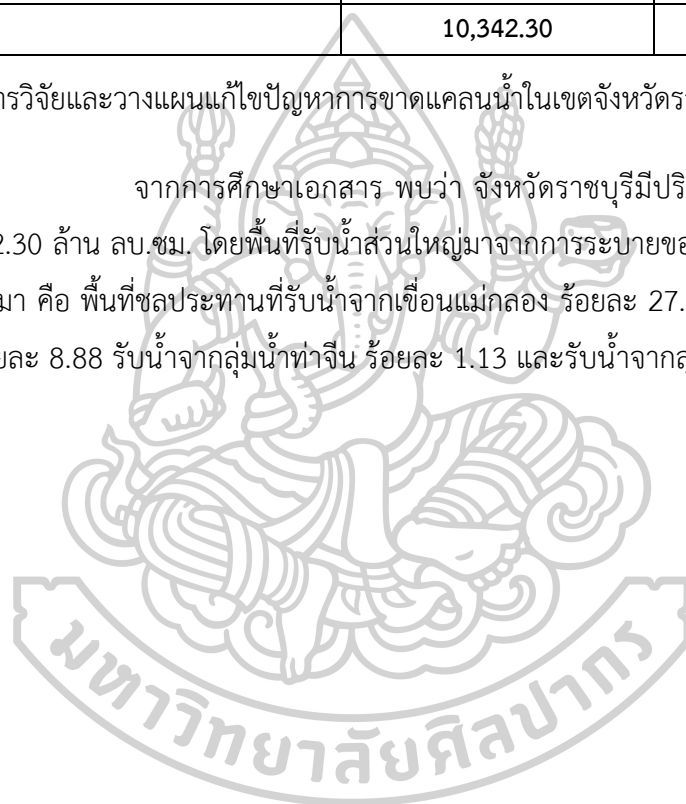 10,342.30
ารวิจัยและวางแผนแก้ไขปัญหาการขาดแคลนน้ำในเขตจังหวัดรา
จากการศึกษาเอกสาร พบว่า จังหวัดราชบุรีมีปริ
2.30 ล้าน ลบ.ซม. โดยพื้นที่รับน้ำส่วนใหญ่มาจากการระบายขอ
มา คือ พื้นที่ชลประทานที่รับน้ำจากเขื่อนแม่กลอง ร้อยละ 27.
ยละ 8.88 รับน้ำจากลุ่มน้ำท่าจีน ร้อยละ 1.13 และรับน้ำจากลุ
มหาวิทยาลัยศิลปากร